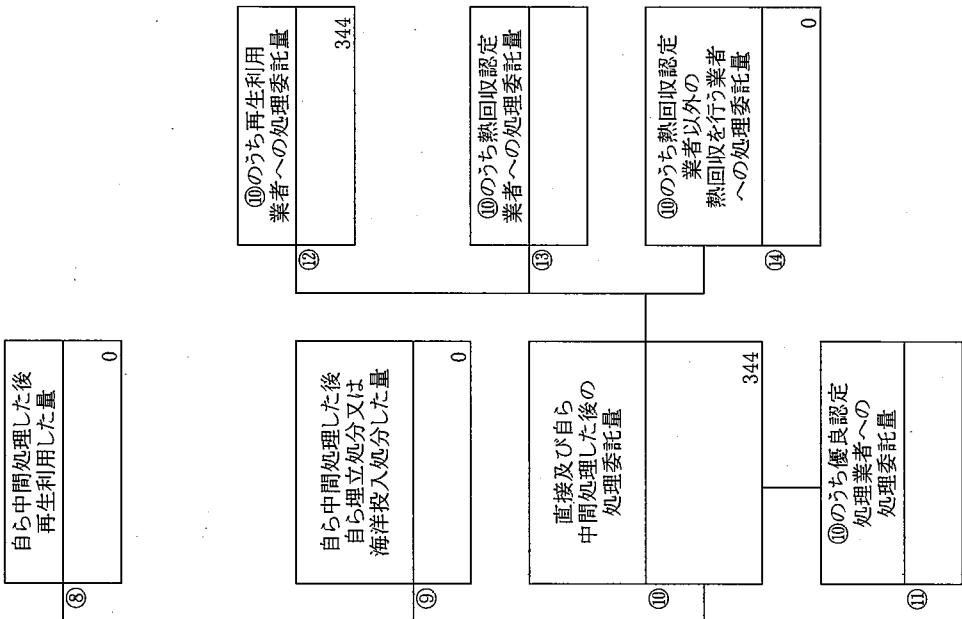 自ら中間処理した後
再生利用した量
⑧
0
自ら中間処理した後
自ら埋立処分又は
海洋投入処分した量
⑨
0
直接及び自ら
中間処理した後の
処理委託量
⑩
344
⑩のうち優良認定
処理業者への
処理委託量
⑪
⑩のうち再生利用
業者への処理委託量
⑫
344
⑩のうち熱回収認定
業者への処理委託量
⑬
⑩のうち熱回収認定
業者以外の
熱回収を行う業者
への処理委託量
⑭
0